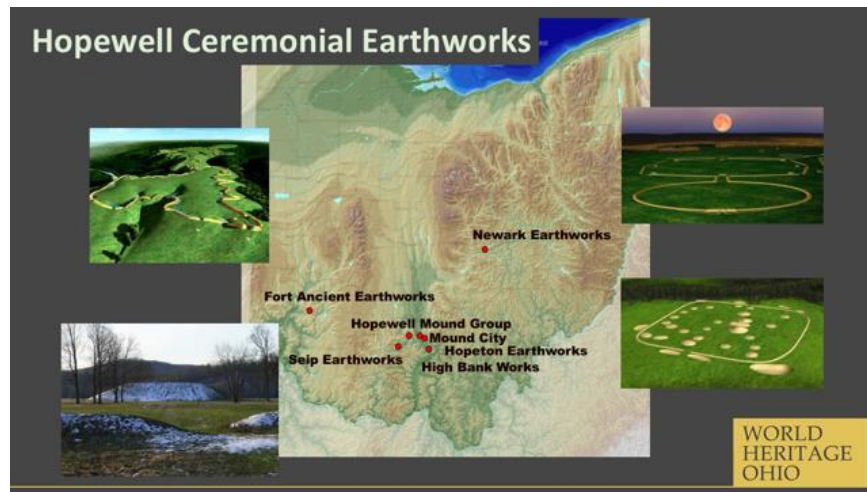 Hopewell Ceremonial Earthworks
Newark Earthworks
Fort Ancient Earthworks
Hopewell Mound Group
Mound City
Seip Earthworks
Hopeton Earthworks
High Bank Works
WORLD
HERITAGE
OHIO